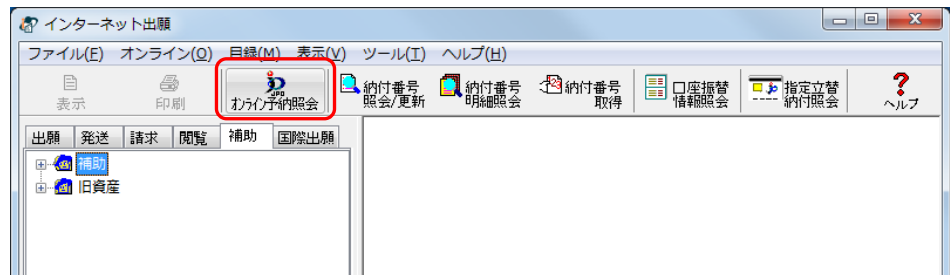 インターネット出願
ファイル(F) オンライン(O) 目録(M) 表示(V) ツール(T) ヘルプ(H)
表示
印刷
JPO
オンライン予納照会
納付番号
照会/更新
納付番号
明細照会
納付番号
取得
口座振替
情報照会
指定立替
納付照会
ヘルプ
出願 発送 請求 閲覧 補助 国際出願
補助
旧資産